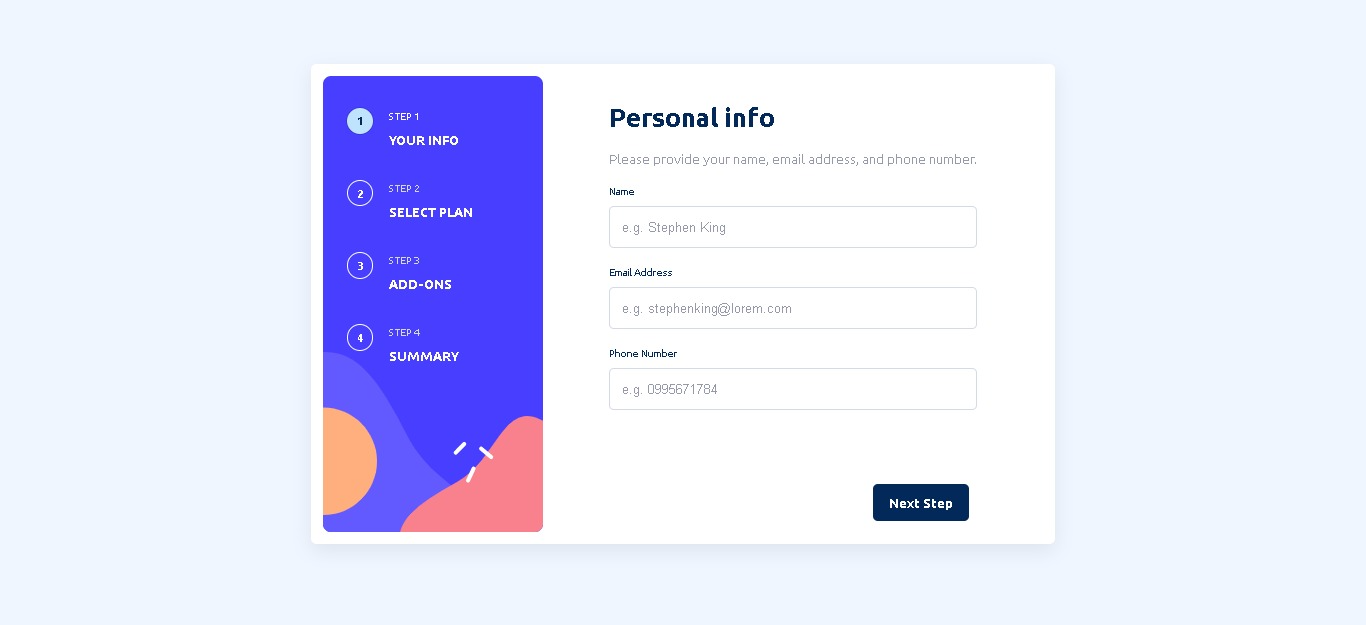 1
STEP 1
YOUR INFO
2
STEP 2
SELECT PLAN
3
STEP 3
ADD-ONS
4
STEP 4
SUMMARY
Personal info
Please provide your name, email address, and phone number.
Name
e.g. Stephen King
Email Address
e.g. stephenking@lorem.com
Phone Number
e.g. 0995671784
Next Step